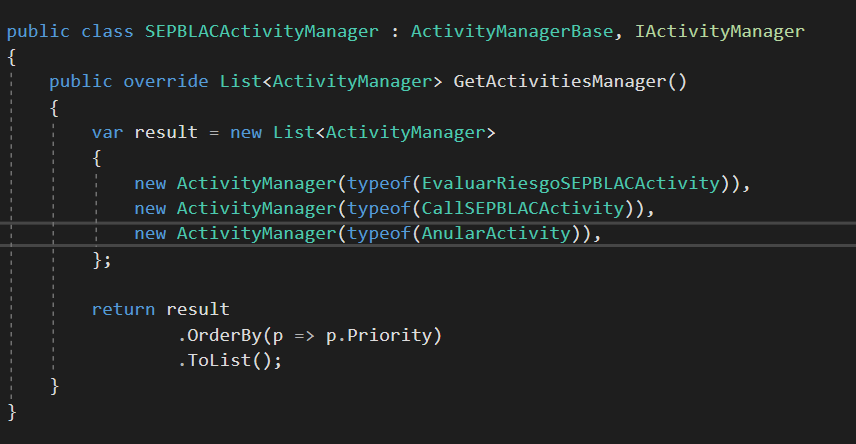 public class SEPBLACActivityManager : ActivityManagerBase, IActivityManager
{
    public override List<ActivityManager> GetActivitiesManager()
    {
        var result = new List<ActivityManager>
        {
            new ActivityManager(typeof(EvaluarRiesgoSEPBLACActivity)),
            new ActivityManager(typeof(CallSEPBLACActivity)),
            new ActivityManager(typeof(AnularActivity)),
        };

        return result
                .OrderBy(p => p.Priority)
                .ToList();
    }
}